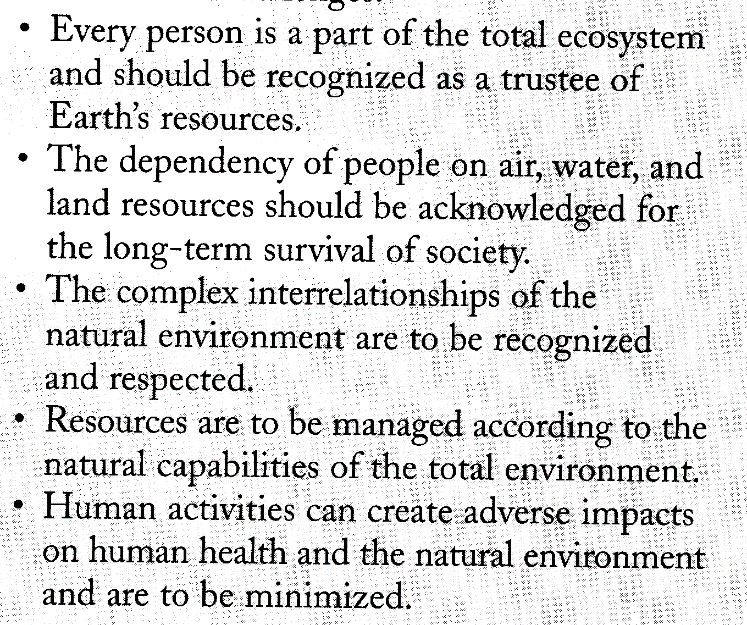 • Every person is a part of the total ecosystem
and should be recognized as a trustee of
Earth's resources.
• The dependency of people on air, water, and
land resources should be acknowledged for
the long-term survival of society.
• The complex interrelationships of the
natural environment are to be recognized
and respected.
• Resources are to be managed according to the
natural capabilities of the total environment.
• Human activities can create adverse impacts
on human health and the natural environment
and are to be minimized.